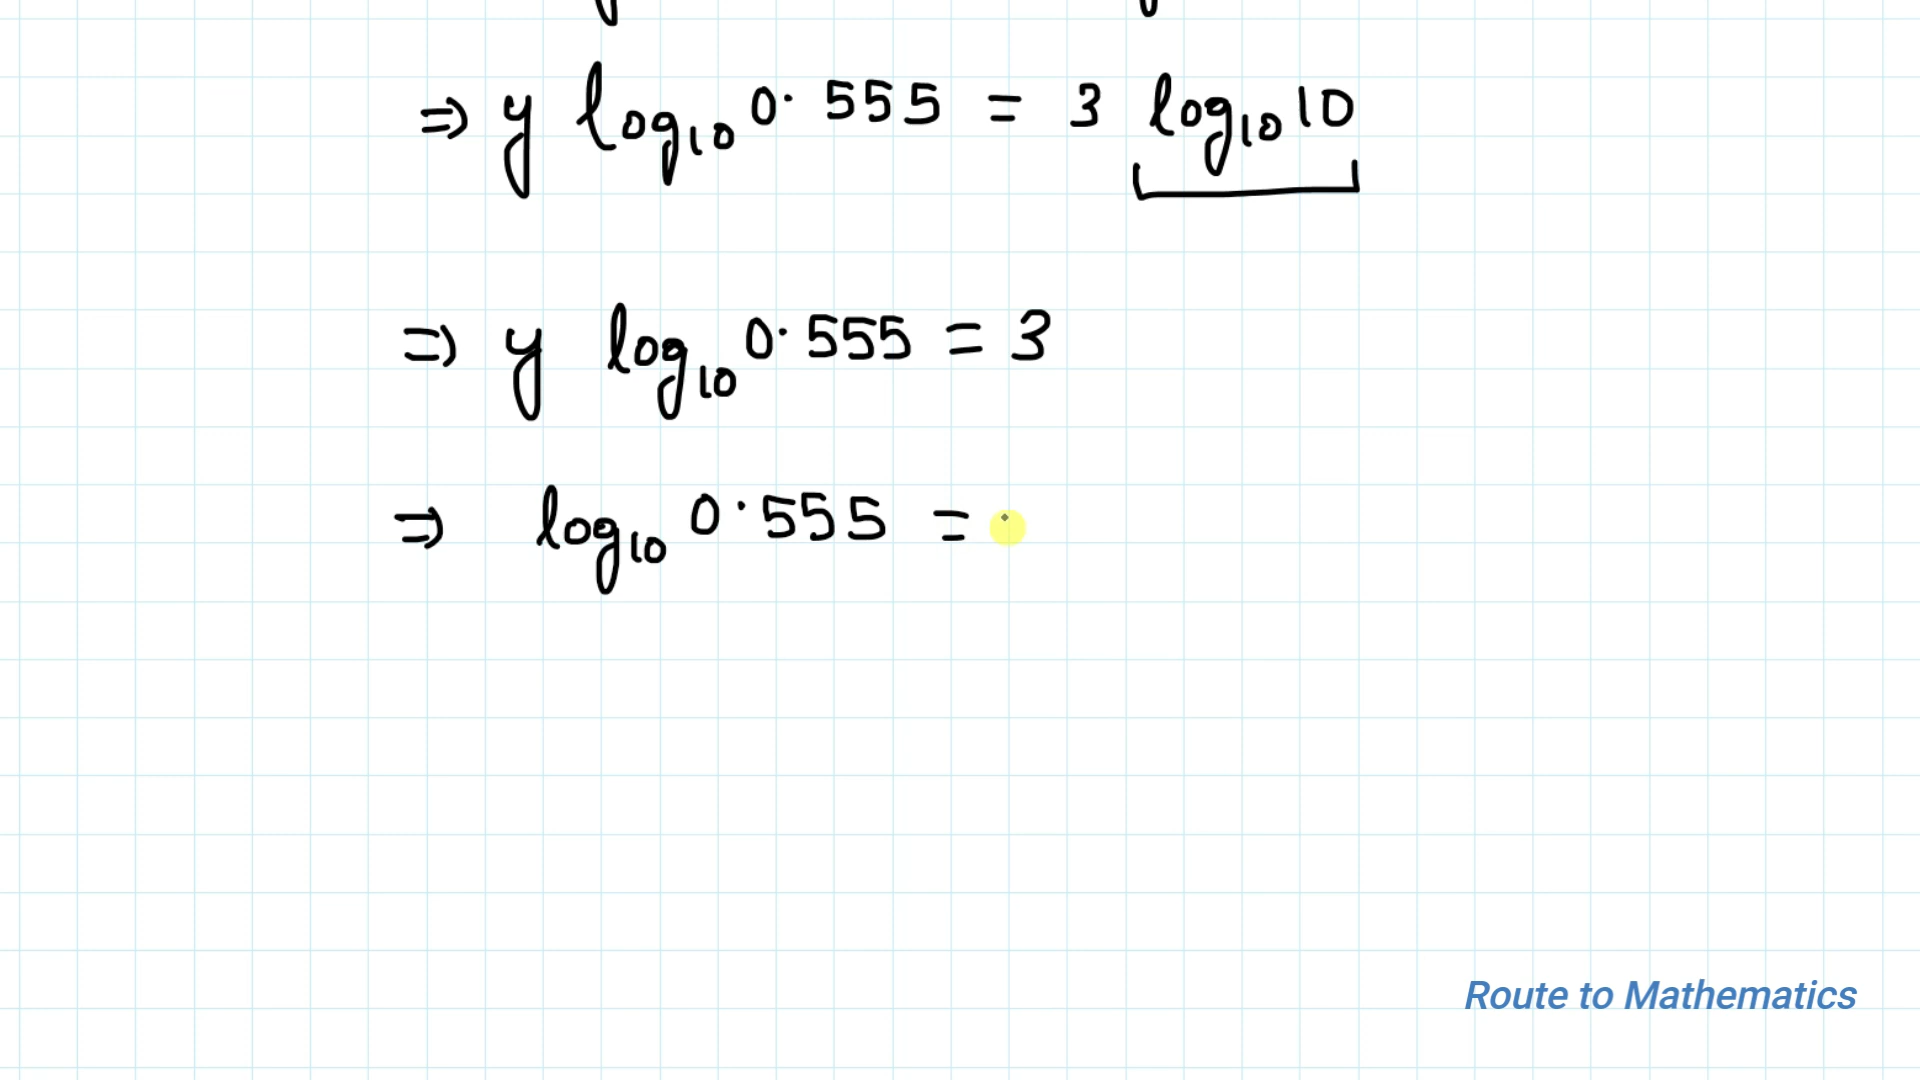 ⇒ y log₁₀ 0.555 = 3 log₁₀ 10
⇒ y log₁₀ 0.555 = 3
⇒ log₁₀ 0.555 =
Route to Mathematics